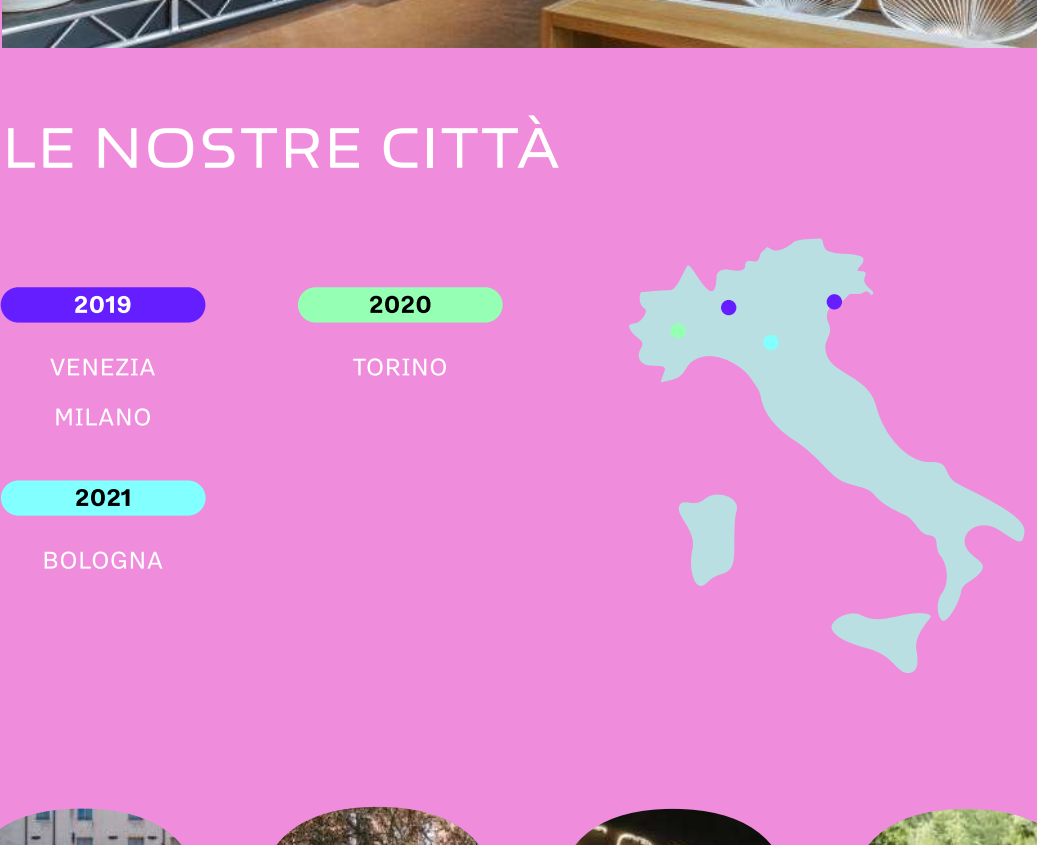 LE NOSTRE CITTÀ
2019
VENEZIA
MILANO
2020
TORINO
2021
BOLOGNA